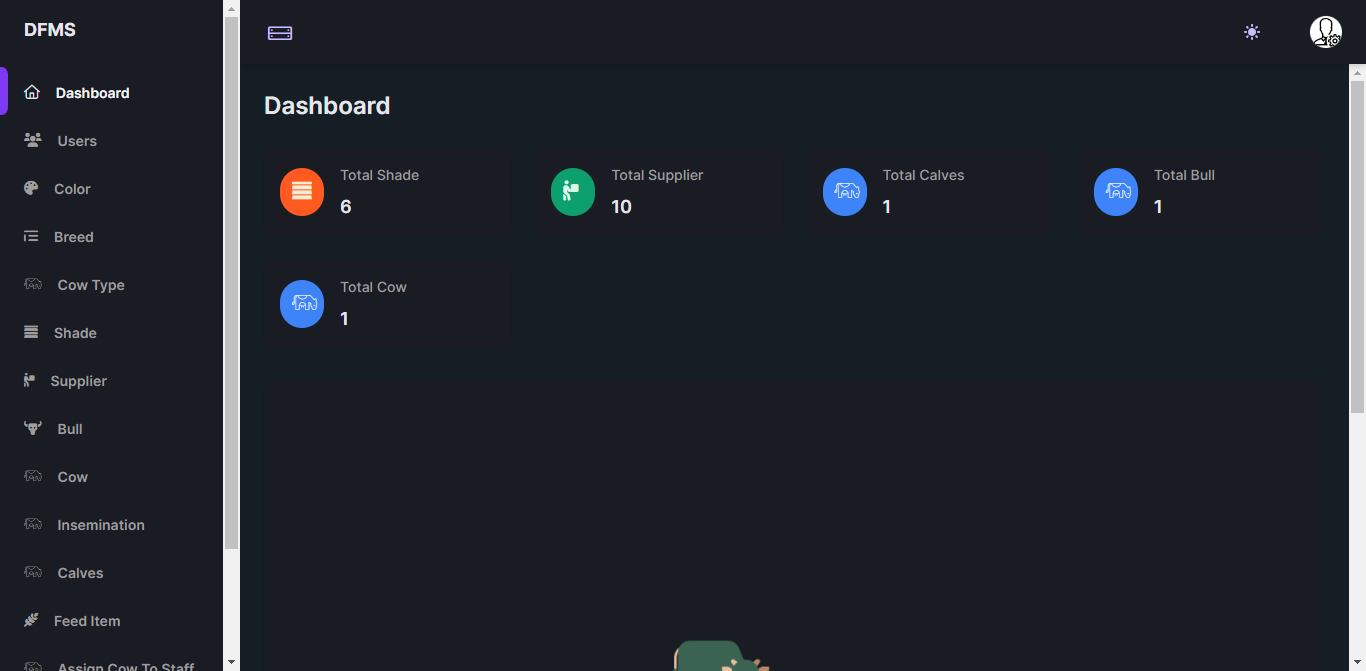 DFMS
Dashboard
Users
Color
Breed
Cow Type
Shade
Supplier
Bull
Cow
Insemination
Calves
Feed Item
Assign Cow To Staff
Dashboard
Total Shade
6
Total Supplier
10
Total Calves
1
Total Bull
1
Total Cow
1